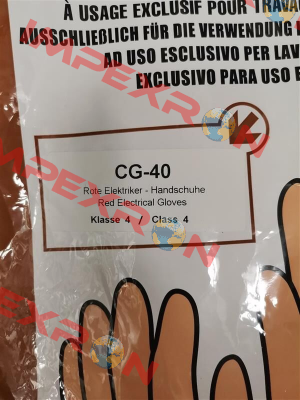 À USAGE EXCLUSIF POUR TRAVA
AUSSCHLIEßLICH FÜR DIE VERWENDUNG
AD USO ESCLUSIVO PER LAV
EXCLUSIVO PARA USO E
CG-40
Rote Elektriker - Handschuhe
Red Electrical Gloves
Klasse 4 / Class 4
IMPEXRON